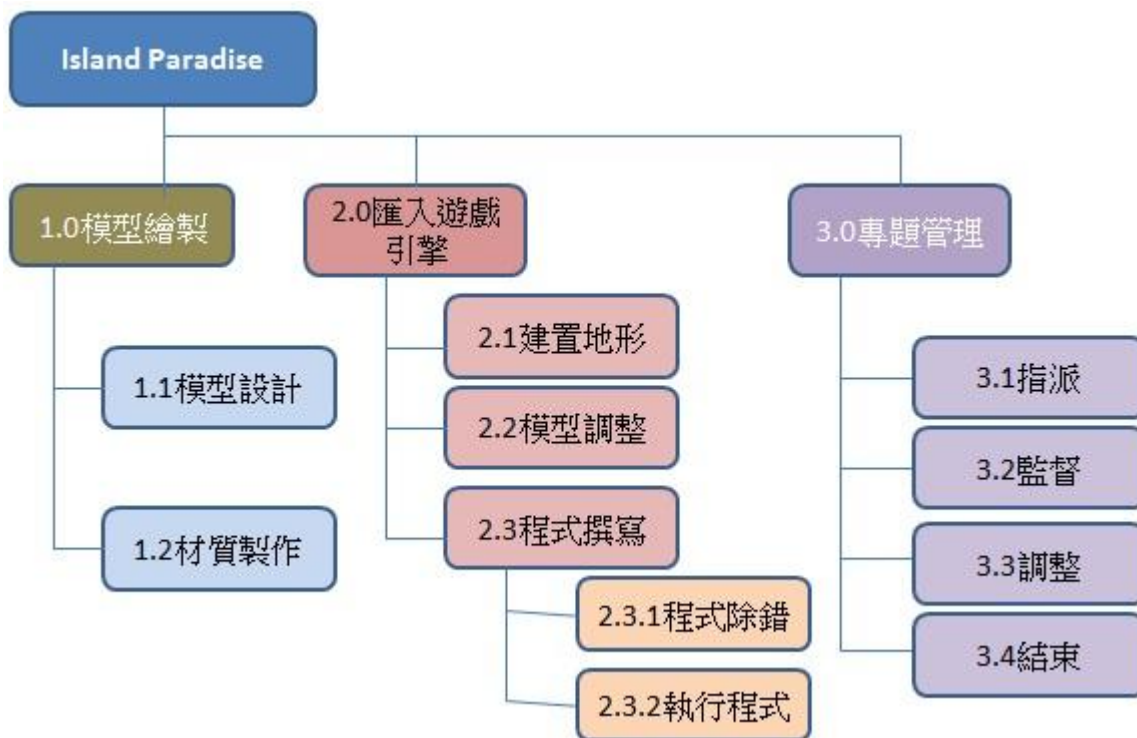 Island Paradise
1.0模型繪製
2.0匯入遊戲
引擎
3.0專題管理
1.1模型設計
1.2材質製作
2.1建置地形
2.2模型調整
2.3程式撰寫
2.3.1程式除錯
2.3.2執行程式
3.1指派
3.2監督
3.3調整
3.4結束